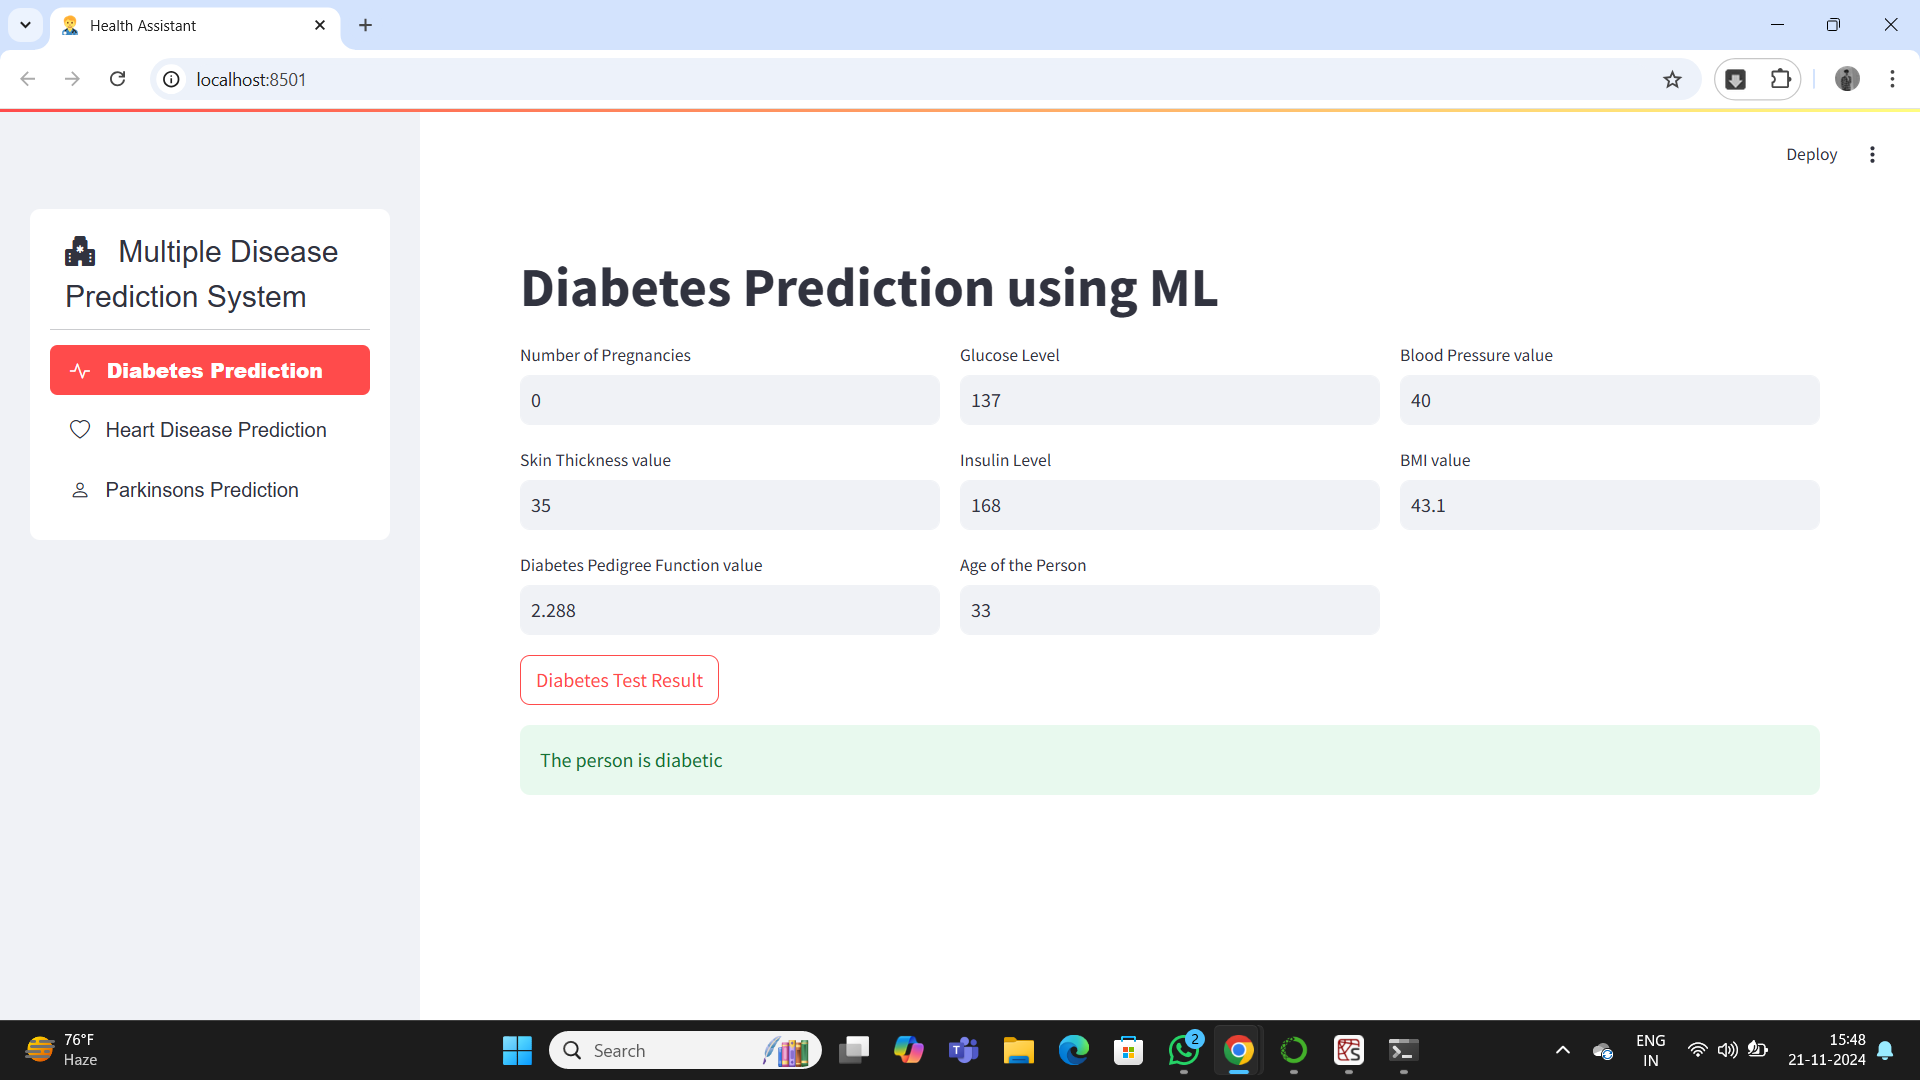 Health Assistant
localhost:8501
Deploy
Multiple Disease
Prediction System
Diabetes Prediction
Heart Disease Prediction
Parkinsons Prediction
Diabetes Prediction using ML
Number of Pregnancies
Glucose Level
Blood Pressure value
0
137
40
Skin Thickness value
Insulin Level
BMI value
35
168
43.1
Diabetes Pedigree Function value
Age of the Person
2.288
33
Diabetes Test Result
The person is diabetic
76°F
Haze
Search
2
ENG
IN
15:48
21-11-2024